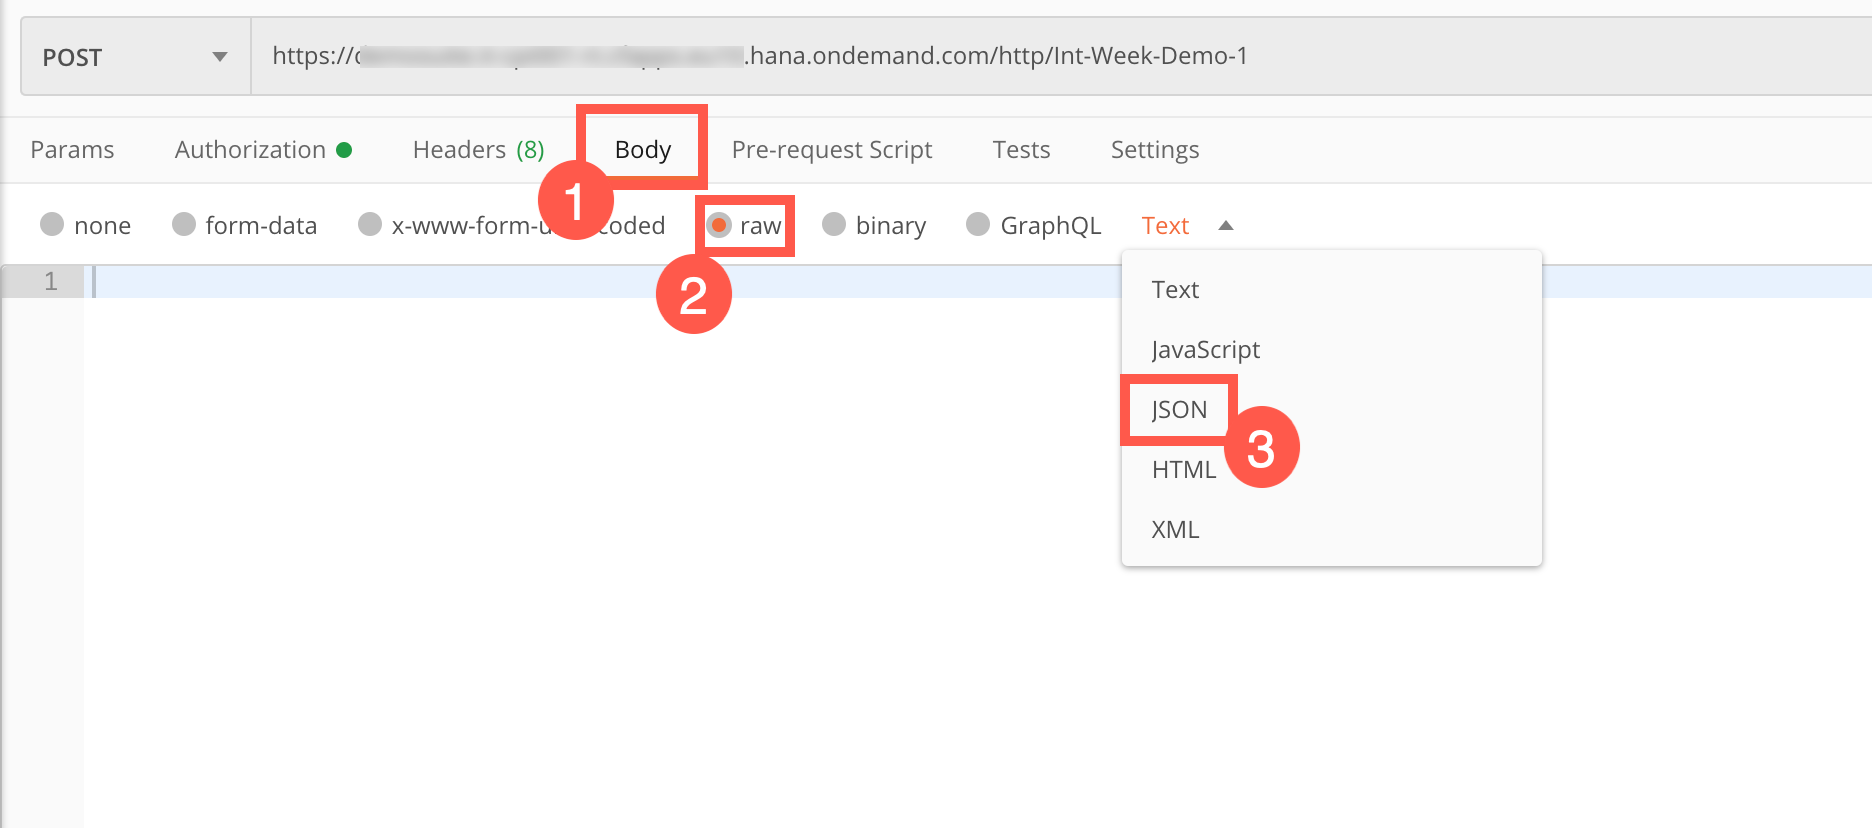 POST https://d .hana.ondemand.com/http/Int-Week-Demo-1
Params Authorization Headers (8) Body Pre-request Script Tests Settings
1
none form-data x-www-form-u coded raw binary GraphQL Text
1
2
Text
JavaScript
JSON
3
HTML
XML